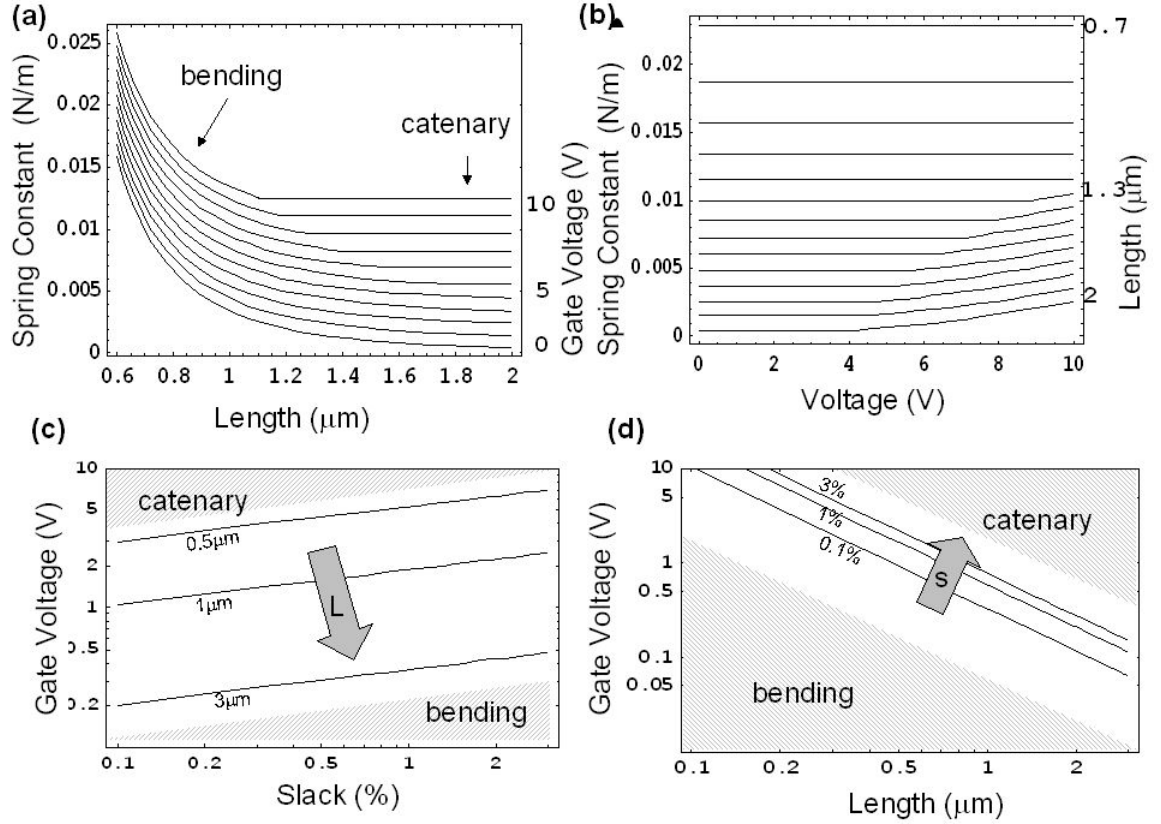 (a)
Spring Constant (N/m)
0.025
0.02
0.015
0.01
0.005
0
bending
catenary
10
5
0
Gate Voltage (V)
0.6 0.8 1 1.2 1.4 1.6 1.8 2
Length (μm)
(b)
Spring Constant (N/m)
0.02
0.015
0.01
0.005
0
0.7
1.3
2
Length (μm)
0 2 4 6 8 10
Voltage (V)
(c)
Gate Voltage (V)
10
5
2
1
0.5
0.2
catenary
0.5μm
1μm
L
3μm
bending
0.1 0.2 0.5 1 2
Slack (%)
(d)
Gate Voltage (V)
10
5
1
0.5
0.1
0.05
3%
1%
0.1%
catenary
s
bending
0.1 0.2 0.5 1 2
Length (μm)